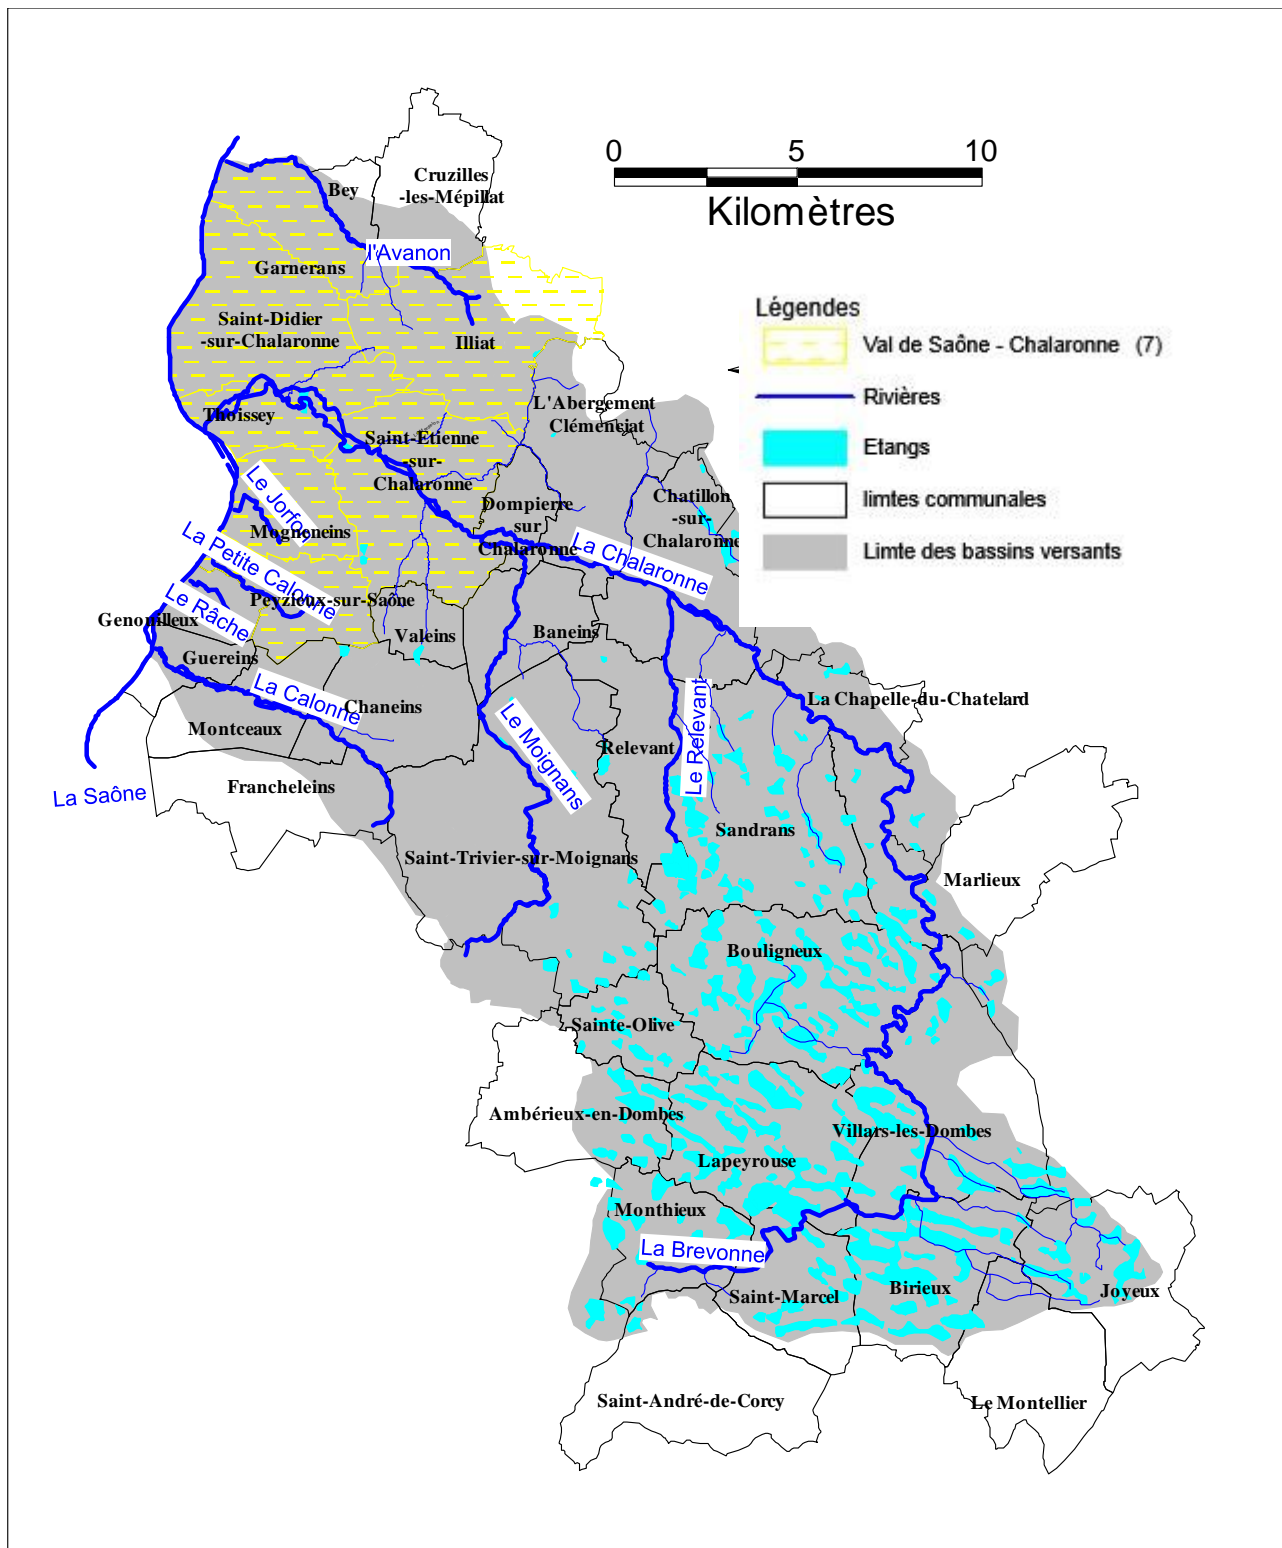 0 5 10
Kilomètres
Cruzilles
-les-Mépillat
Bey
l'Avanon
Garnerans
Saint-Didier
-sur-Chalaronne
Illiat
Légendes
Val de Saône - Chalaronne (7)
Rivières
Etangs
limtes communales
Limte des bassins versants
L'Abergement
Clémenciat
Thoissey
Saint-Etienne
-sur-
Chalaronne
Chatillon
-sur-
Chalaronne
Dompierre
sur
Chalaronne
Le Jorfon
Mogneneins
La Chalaronne
La Petite Calonne
Peyzieux-sur-Saône
Le Râche
Genouilleux
Valeins
Baneins
Guereins
La Calonne
Chaneins
La Chapelle-du-Chatelard
Montceaux
Le Moignans
Relevant
Le Relevant
Francheleins
La Saône
Sandrans
Saint-Trivier-sur-Moignans
Marlieux
Bouligneux
Sainte-Olive
Ambérieux-en-Dombes
Villars-les-Dombes
Lapeyrouse
Monthieux
La Brevonne
Saint-Marcel
Birieux
Joyeux
Saint-André-de-Corcy
Le Montellier